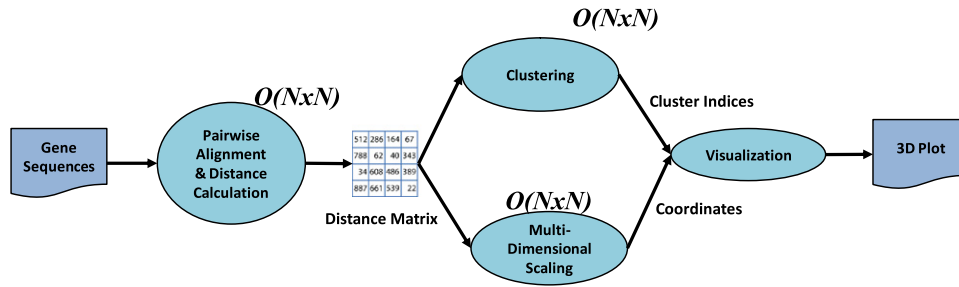 O(NxN)
Clustering
O(NxN)
Cluster Indices
Gene
Sequences
Pairwise
Alignment
& Distance
Calculation
512 286 164 67
788 62 40 343
34 608 486 389
887 661 539 22
Distance Matrix
Visualization
3D Plot
O(NxN)
Multi-
Dimensional
Scaling
Coordinates